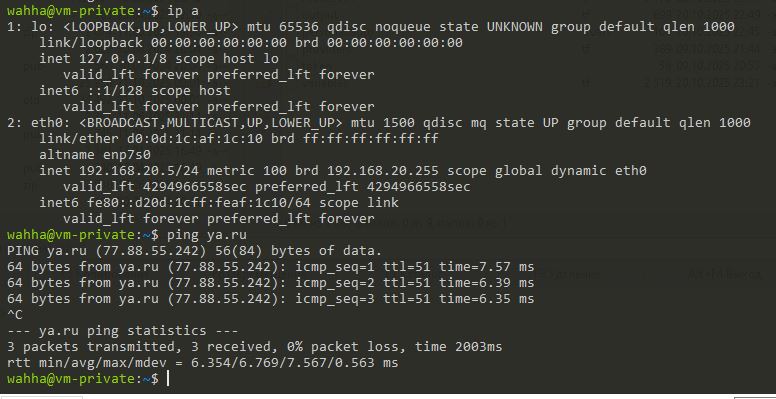 wahha@vm-private:~$ ip a
1: lo: <LOOPBACK,UP,LOWER_UP> mtu 65536 qdisc noqueue state UNKNOWN group default qlen 1000
    link/loopback 00:00:00:00:00:00 brd 00:00:00:00:00:00
    inet 127.0.0.1/8 scope host lo
       valid_lft forever preferred_lft forever
    inet6 ::1/128 scope host
       valid_lft forever preferred_lft forever
2: eth0: <BROADCAST,MULTICAST,UP,LOWER_UP> mtu 1500 qdisc mq state UP group default qlen 1000
    link/ether d0:0d:1c:af:1c:10 brd ff:ff:ff:ff:ff:ff
    altname enp7s0
    inet 192.168.20.5/24 metric 100 brd 192.168.20.255 scope global dynamic eth0
       valid_lft 4294966558sec preferred_lft 4294966558sec
    inet6 fe80::d20d:1cff:feaf:1c10/64 scope link
       valid_lft forever preferred_lft forever
wahha@vm-private:~$ ping ya.ru
PING ya.ru (77.88.55.242) 56(84) bytes of data.
64 bytes from ya.ru (77.88.55.242): icmp_seq=1 ttl=51 time=7.57 ms
64 bytes from ya.ru (77.88.55.242): icmp_seq=2 ttl=51 time=6.39 ms
64 bytes from ya.ru (77.88.55.242): icmp_seq=3 ttl=51 time=6.35 ms
^C
--- ya.ru ping statistics ---
3 packets transmitted, 3 received, 0% packet loss, time 2003ms
rtt min/avg/max/mdev = 6.354/6.769/7.567/0.563 ms
wahha@vm-private:~$